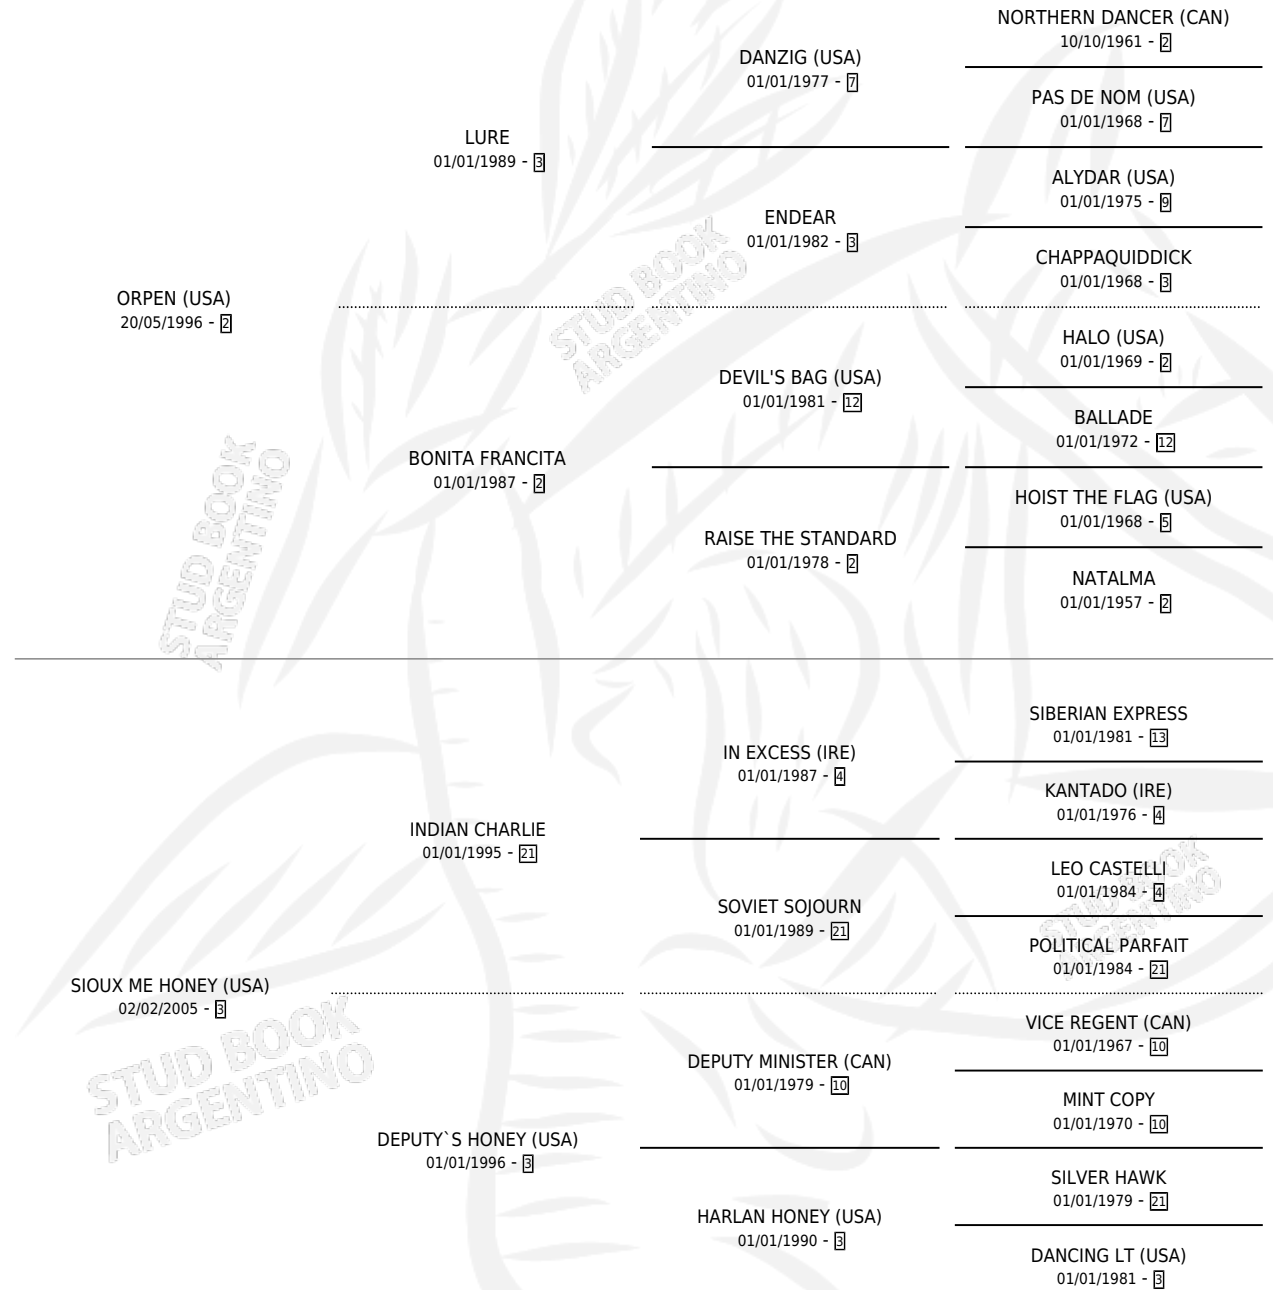 NORTHERN DANCER (CAN)
10/10/1961 - 2
DANZIG (USA)
01/01/1977 - 7
PAS DE NOM (USA)
01/01/1968 - 7
LURE
01/01/1989 - 3
ALYDAR (USA)
01/01/1975 - 9
ENDEAR
01/01/1982 - 3
CHAPPAQUIDDICK
01/01/1968 - 3
ORPEN (USA)
20/05/1996 - 2
HALO (USA)
01/01/1969 - 2
DEVIL'S BAG (USA)
01/01/1981 - 12
BALLADE
01/01/1972 - 12
BONITA FRANCITA
01/01/1987 - 2
HOIST THE FLAG (USA)
01/01/1968 - 5
RAISE THE STANDARD
01/01/1978 - 2
NATALMA
01/01/1957 - 2
SIBERIAN EXPRESS
01/01/1981 - 13
IN EXCESS (IRE)
01/01/1987 - 4
KANTADO (IRE)
01/01/1976 - 4
INDIAN CHARLIE
01/01/1995 - 21
LEO CASTELLI
01/01/1984 - 4
SOVIET SOJOURN
01/01/1989 - 21
POLITICAL PARFAIT
01/01/1984 - 21
SIOUX ME HONEY (USA)
02/02/2005 - 3
VICE REGENT (CAN)
01/01/1967 - 10
DEPUTY MINISTER (CAN)
01/01/1979 - 10
MINT COPY
01/01/1970 - 10
DEPUTY`S HONEY (USA)
01/01/1996 - 3
SILVER HAWK
01/01/1979 - 21
HARLAN HONEY (USA)
01/01/1990 - 3
DANCING LT (USA)
01/01/1981 - 3
STUD BOOK
ARGENTINO
STUD BOOK
ARGENTINO
STUD BOOK
ARGENTINO
STUD BOOK
ARGENTINO